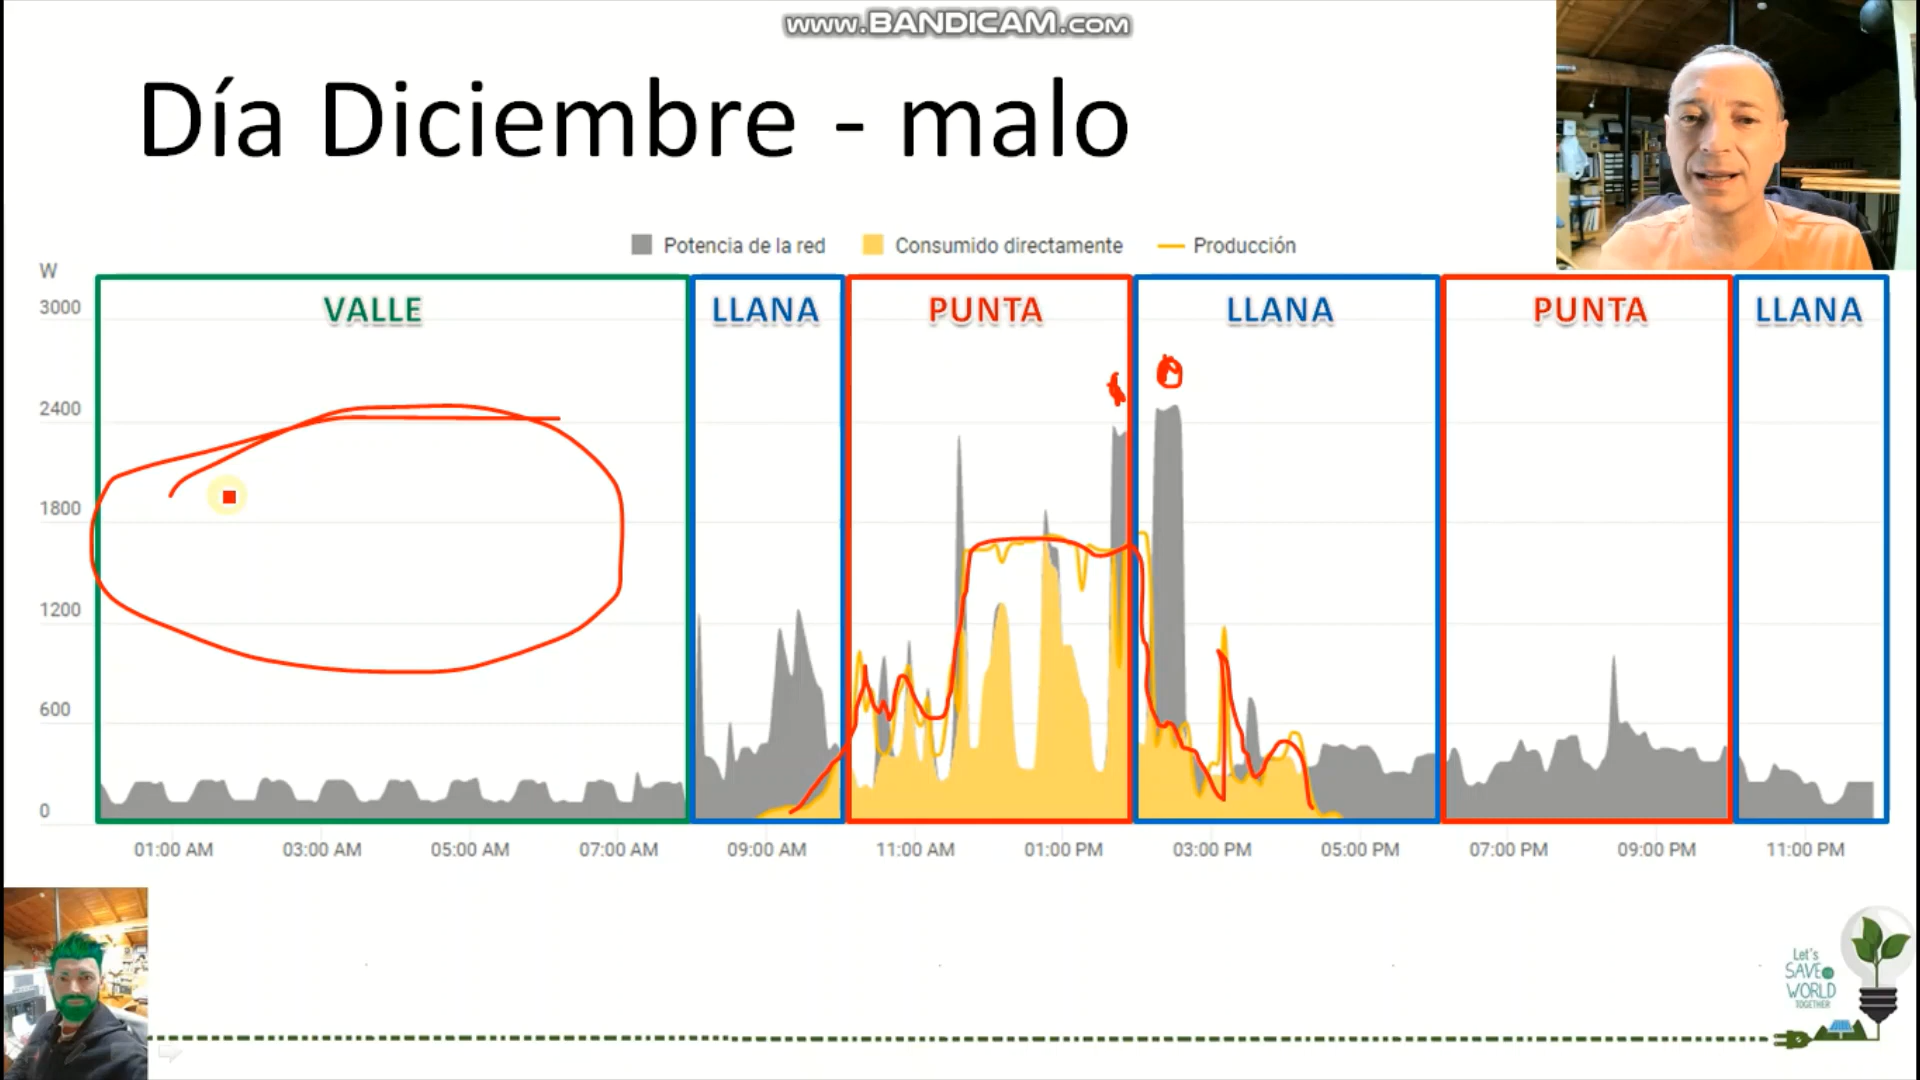 www.BANDICAM.com
Día Diciembre - malo
Potencia de la red Consumido directamente Producción
W
VALLE LLANA PUNTA LLANA PUNTA LLANA
3000
2400
1800
1200
600
0
01:00 AM 03:00 AM 05:00 AM 07:00 AM 09:00 AM 11:00 AM 01:00 PM 03:00 PM 05:00 PM 07:00 PM 09:00 PM 11:00 PM
Let's
SAVE
WORLD
TOGETHER